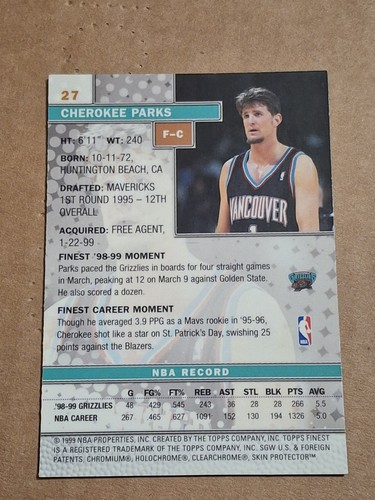 27
CHEROKEE PARKS
F-C
HT: 6'11" WT: 240
BORN: 10-11-72,
HUNTINGTON BEACH, CA
DRAFTED: MAVERICKS
1ST ROUND 1995 – 12TH
OVERALL
ACQUIRED: FREE AGENT,
1-22-99
VANCOUVER
1
FINEST '98-99 MOMENT
Parks paced the Grizzlies in boards for four straight games
in March, peaking at 12 on March 9 against Golden State.
He also scored a dozen.
FINEST CAREER MOMENT
Though he averaged 3.9 PPG as a Mavs rookie in '95-96,
Cherokee shot like a star on St. Patrick's Day, swishing 25
points against the Blazers.
NBA
NBA RECORD
G FG% FT% REB AST STL BLK PTS AVG
'98-99 GRIZZLIES 48 .429 .545 243 36 28 28 266 5.5
NBA CAREER 267 .465 .627 1091 152 130 194 1326 5.0
© 1999 NBA PROPERTIES, INC. CREATED BY THE TOPPS COMPANY, INC. TOPPS FINEST
IS A REGISTERED TRADEMARK OF THE TOPPS COMPANY, INC. SGW U.S. & FOREIGN
PATENTS: CHROMIUM®, HOLOCHROME®, CLEARCHROME®, SKIN PROTECTOR™